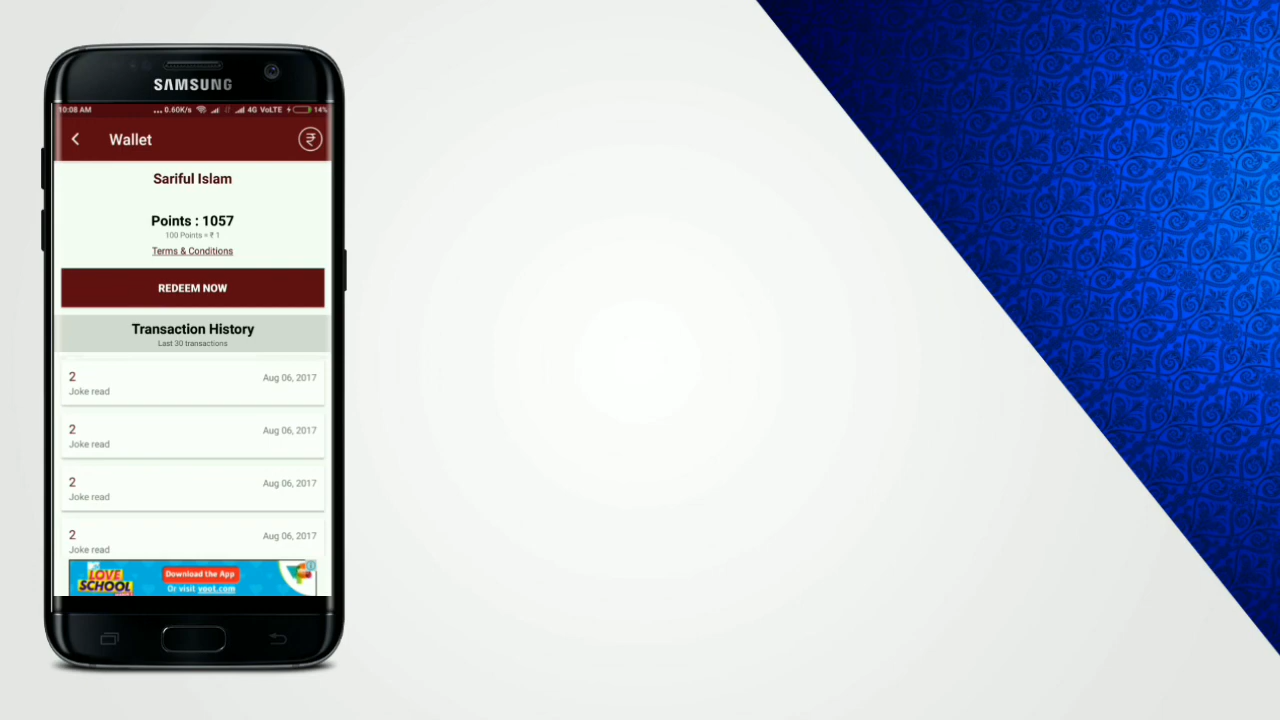 SAMSUNG
10:08 AM ... 0.60K/s 4G VoLTE 14%
Wallet
Sariful Islam
Points : 1057
100 Points = ₹ 1
Terms & Conditions
REDEEM NOW
Transaction History
Last 30 transactions
2 Aug 06, 2017
Joke read
2 Aug 06, 2017
Joke read
2 Aug 06, 2017
Joke read
2 Aug 06, 2017
Joke read
LOVE SCHOOL
Download the App
Or visit voot.com